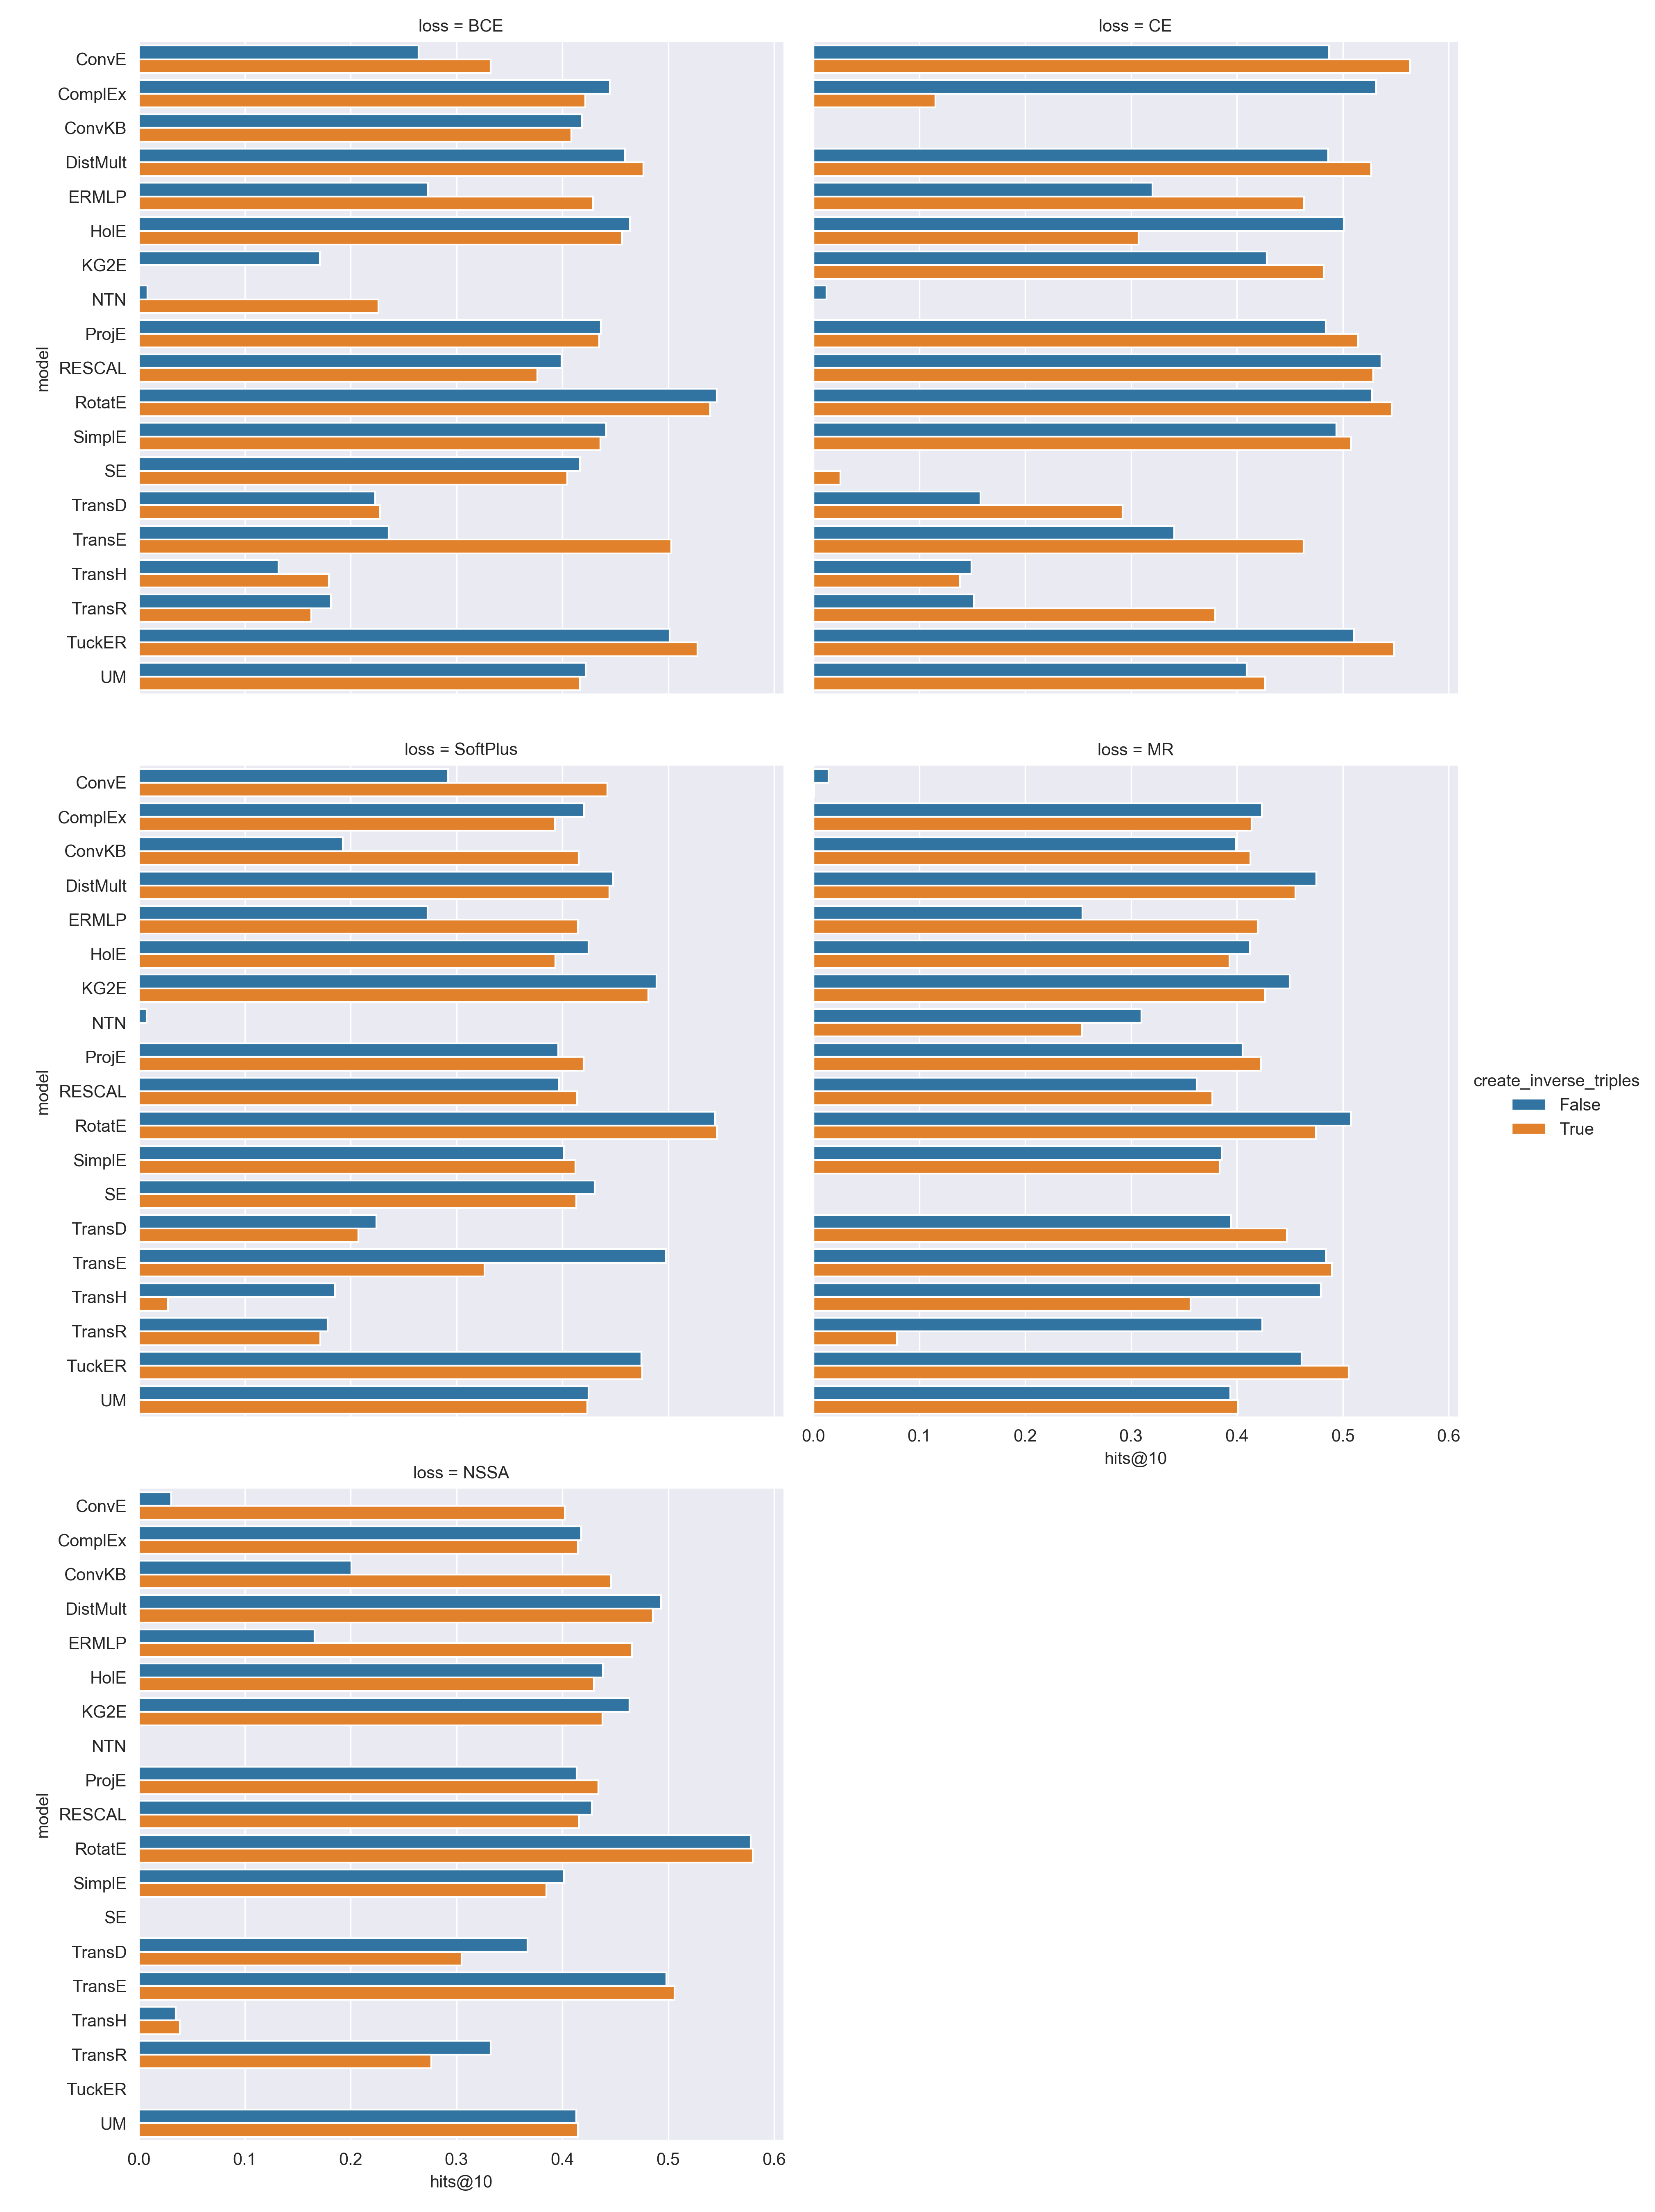 loss = BCE
ConvE
ComplEx
ConvKB
DistMult
ERMLP
HolE
KG2E
NTN
ProjE
RESCAL
RotatE
SimplE
SE
TransD
TransE
TransH
TransR
TuckER
UM
model
loss = CE
loss = SoftPlus
ConvE
ComplEx
ConvKB
DistMult
ERMLP
HolE
KG2E
NTN
ProjE
RESCAL
RotatE
SimplE
SE
TransD
TransE
TransH
TransR
TuckER
UM
model
loss = MR
0.0 0.1 0.2 0.3 0.4 0.5 0.6
hits@10
create_inverse_triples
False
True
loss = NSSA
ConvE
ComplEx
ConvKB
DistMult
ERMLP
HolE
KG2E
NTN
ProjE
RESCAL
RotatE
SimplE
SE
TransD
TransE
TransH
TransR
TuckER
UM
model
0.0 0.1 0.2 0.3 0.4 0.5 0.6
hits@10